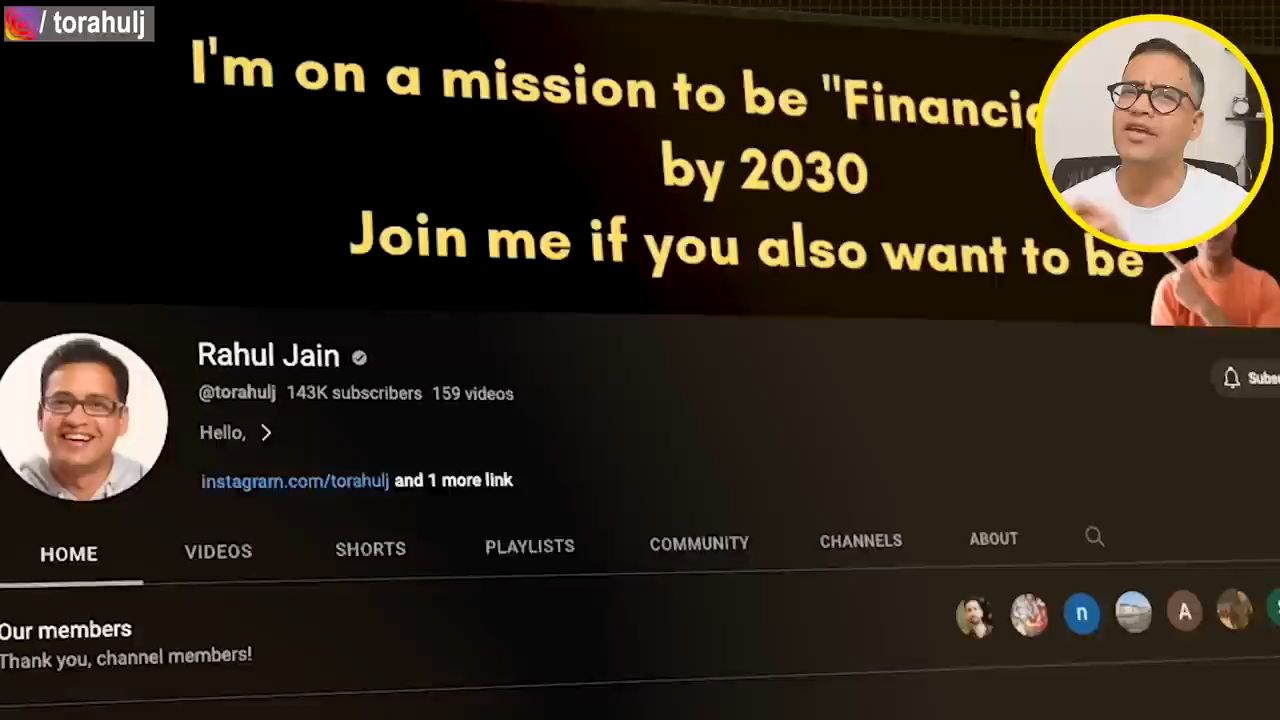 / torahulj
I'm on a mission to be "Financia
by 2030
Join me if you also want to be
Rahul Jain
@torahulj 143K subscribers 159 videos
Hello,
instagram.com/torahulj and 1 more link
Subs
HOME VIDEOS SHORTS PLAYLISTS COMMUNITY CHANNELS ABOUT
n A
Our members
Thank you, channel members!